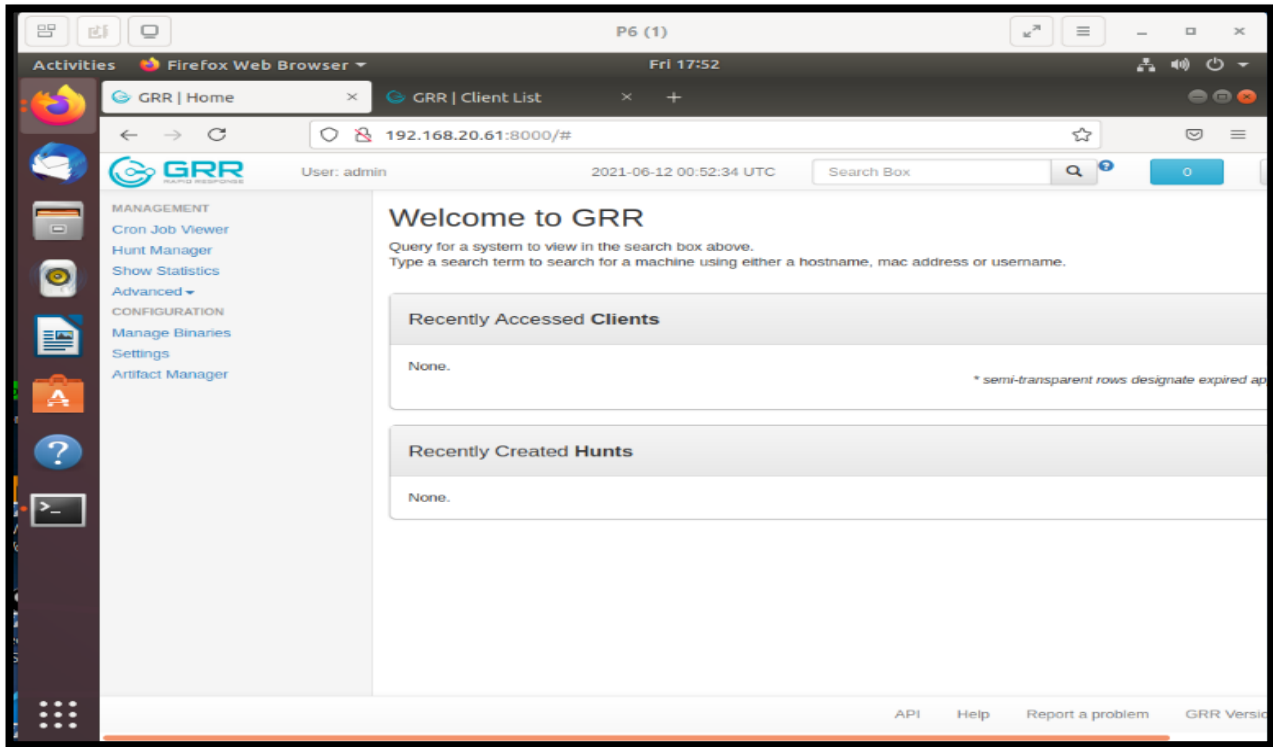 P6 (1)
Activities Firefox Web Browser Fri 17:52
GRR | Home GRR | Client List
192.168.20.61:8000/#
GRR User: admin 2021-06-12 00:52:34 UTC Search Box ? 0
RAPID RESPONSE
MANAGEMENT
Cron Job Viewer
Hunt Manager
Show Statistics
Advanced
CONFIGURATION
Manage Binaries
Settings
Artifact Manager
Welcome to GRR
Query for a system to view in the search box above.
Type a search term to search for a machine using either a hostname, mac address or username.
Recently Accessed Clients
None.
* semi-transparent rows designate expired ap
Recently Created Hunts
None.
API Help Report a problem GRR Versio